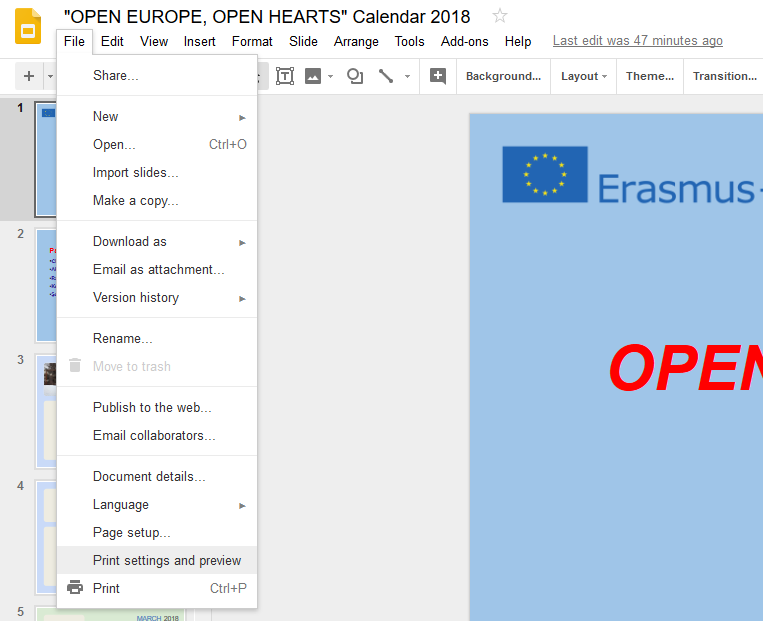 "OPEN EUROPE, OPEN HEARTS" Calendar 2018
File Edit View Insert Format Slide Arrange Tools Add-ons Help Last edit was 47 minutes ago
Background... Layout Theme... Transition...
Share...
New
Open... Ctrl+O
Import slides...
Make a copy...
Download as
Email as attachment...
Version history
Rename...
Move to trash
Publish to the web...
Email collaborators...
Document details...
Language
Page setup...
Print settings and preview
Print Ctrl+P
1
2
3
4
5
MARCH 2018
Erasmus+
OPEN